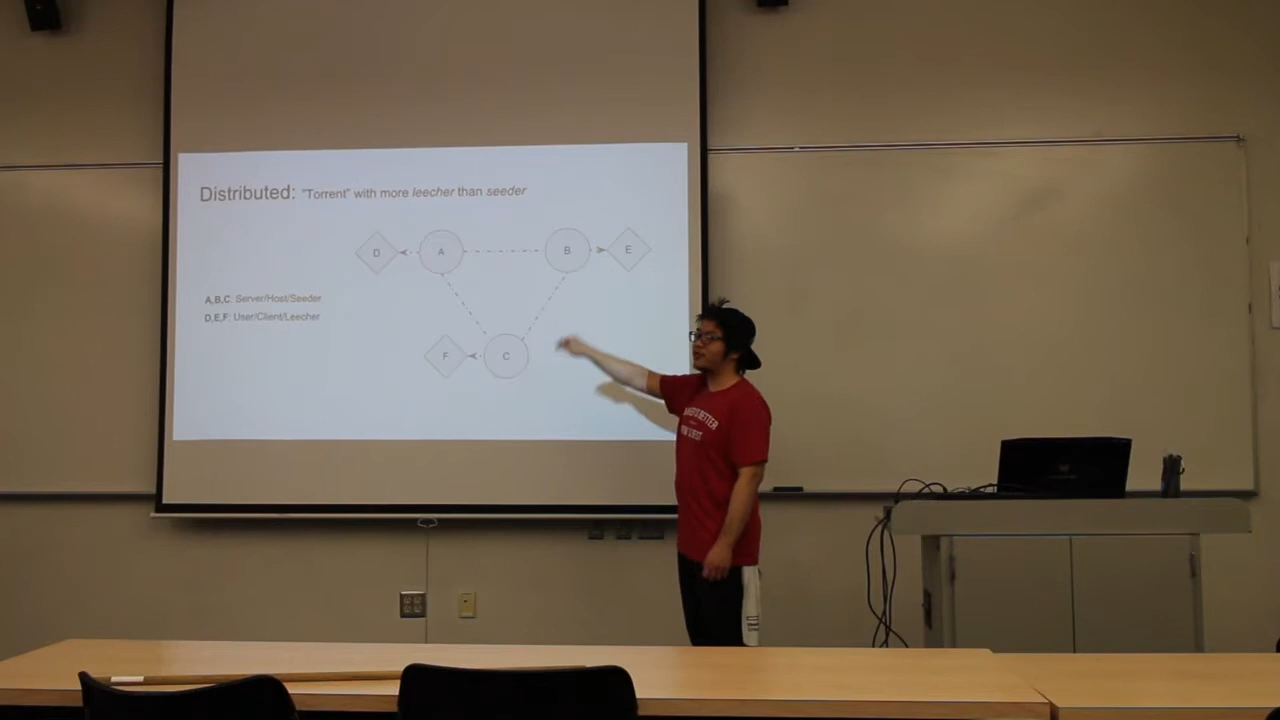 Distributed: "Torrent" with more leecher than seeder
D
A
B
E
A,B,C: Server/Host/Seeder
D,E,F: User/Client/Leecher
F
C